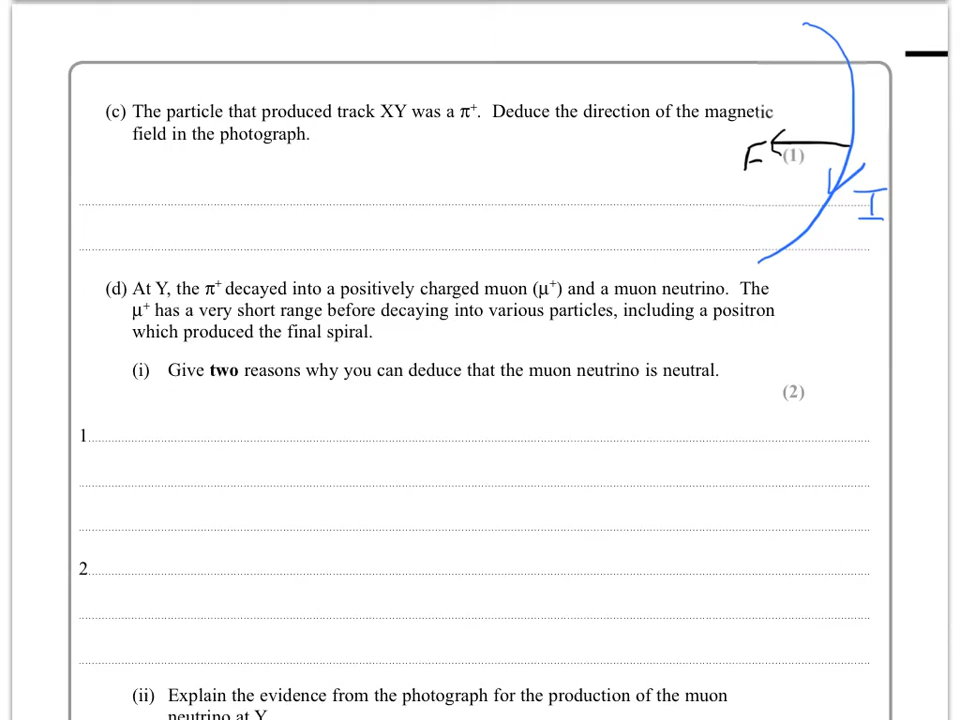 (c) The particle that produced track XY was a π⁺. Deduce the direction of the magnetic
field in the photograph.
F
(1)
I
(d) At Y, the π⁺ decayed into a positively charged muon (μ⁺) and a muon neutrino. The
μ⁺ has a very short range before decaying into various particles, including a positron
which produced the final spiral.
(i) Give two reasons why you can deduce that the muon neutrino is neutral.
(2)
1
2
(ii) Explain the evidence from the photograph for the production of the muon
neutrino at Y.